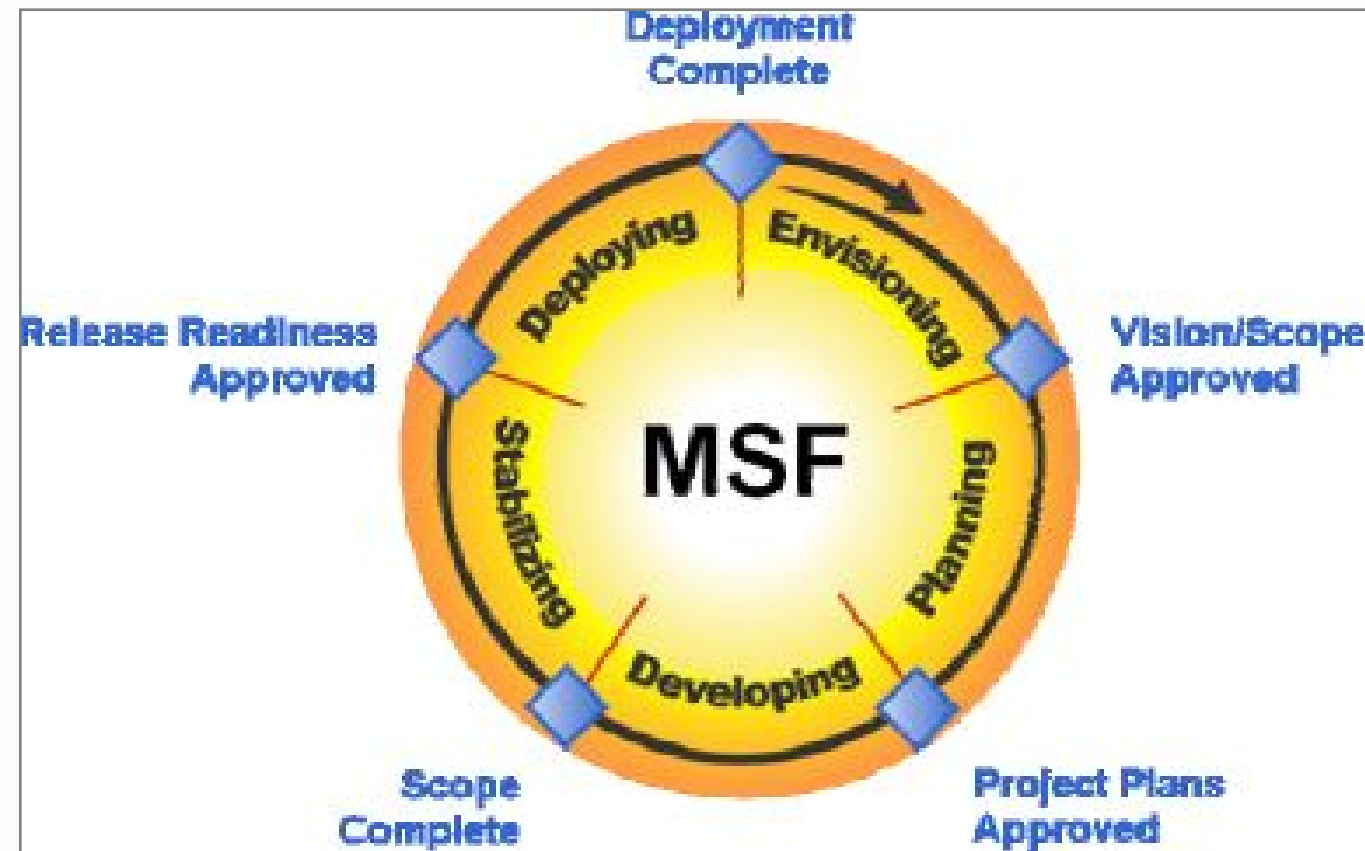 Deployment
Complete
Deploying
Envisioning
Release Readiness
Approved
Vision/Scope
Approved
MSF
Stabilizing
Planning
Developing
Scope
Complete
Project Plans
Approved